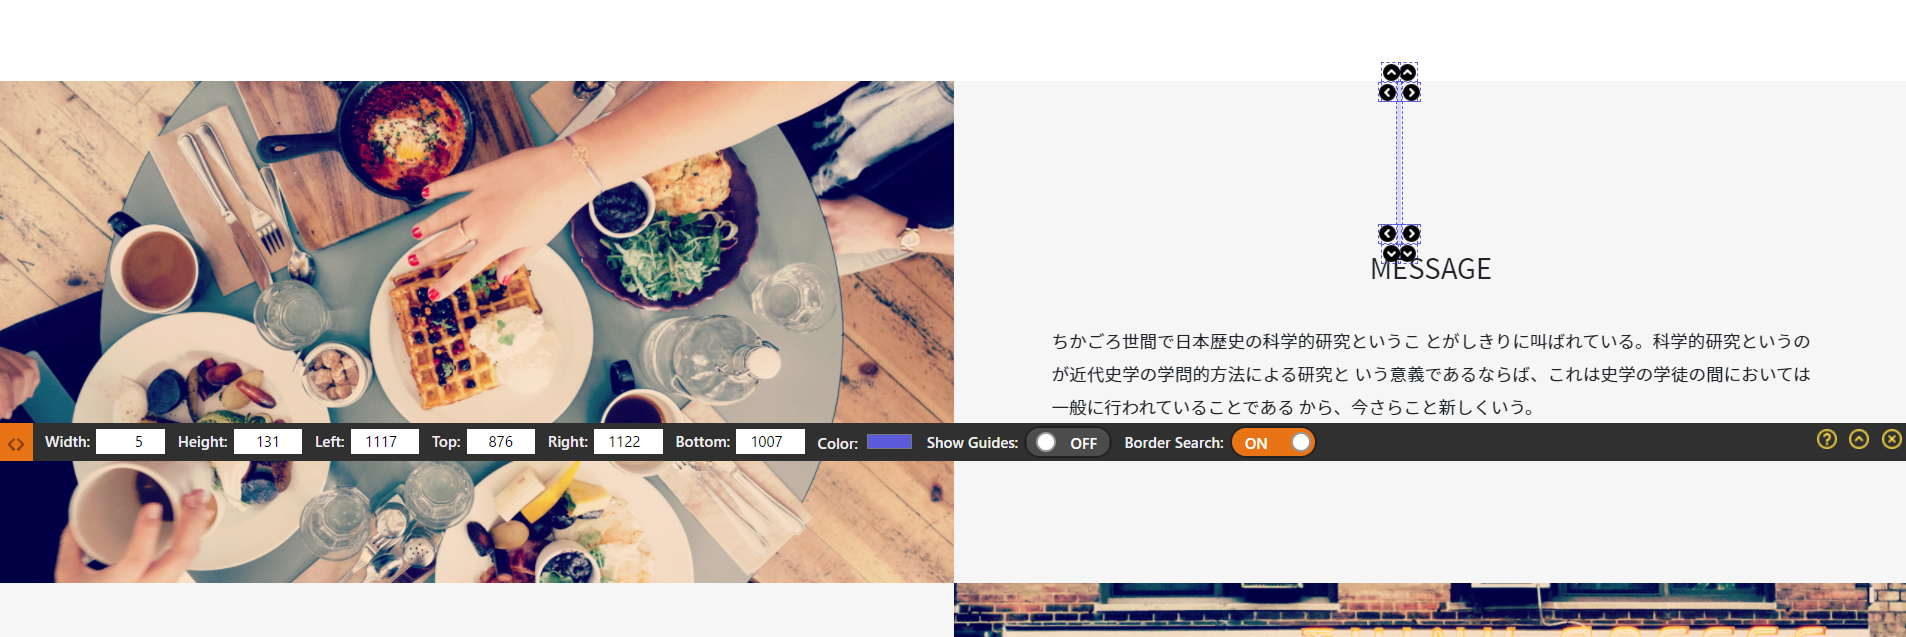 MESSAGE
ちかごろ世間で日本歴史の科学的研究というこ とがしきりに叫ばれている。科学的研究というの
が近代史学の学問的方法による研究と いう意義であるならば、これは史学の学徒の間においては
一般に行われていることである から、今さらこと新しくいう。
Width: 5 Height: 131 Left: 1117 Top: 876 Right: 1122 Bottom: 1007 Color: Show Guides: OFF Border Search: ON